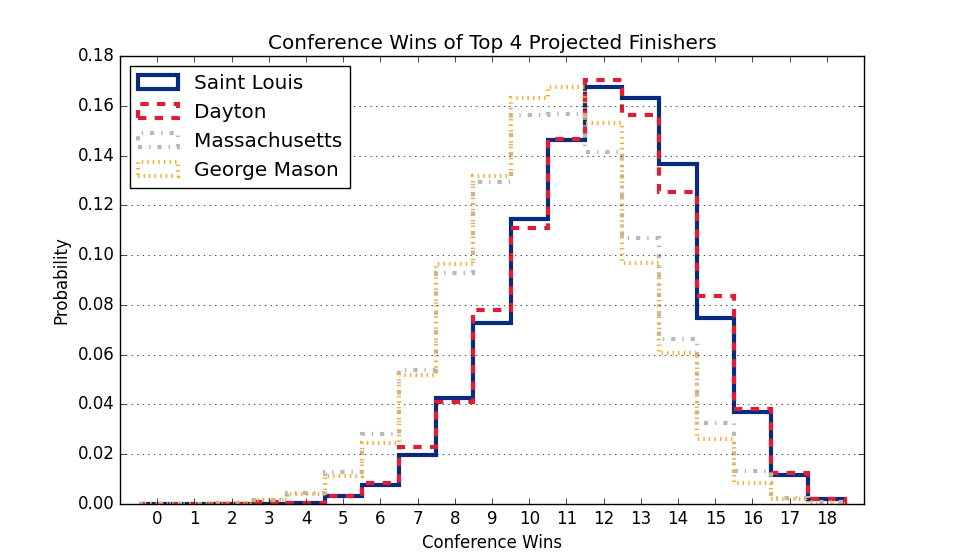 Conference Wins of Top 4 Projected Finishers
0.18
0.16
0.14
0.12
0.10
0.08
0.06
0.04
0.02
0.00
Probability
Saint Louis
Dayton
Massachusetts
George Mason
0 1 2 3 4 5 6 7 8 9 10 11 12 13 14 15 16 17 18
Conference Wins